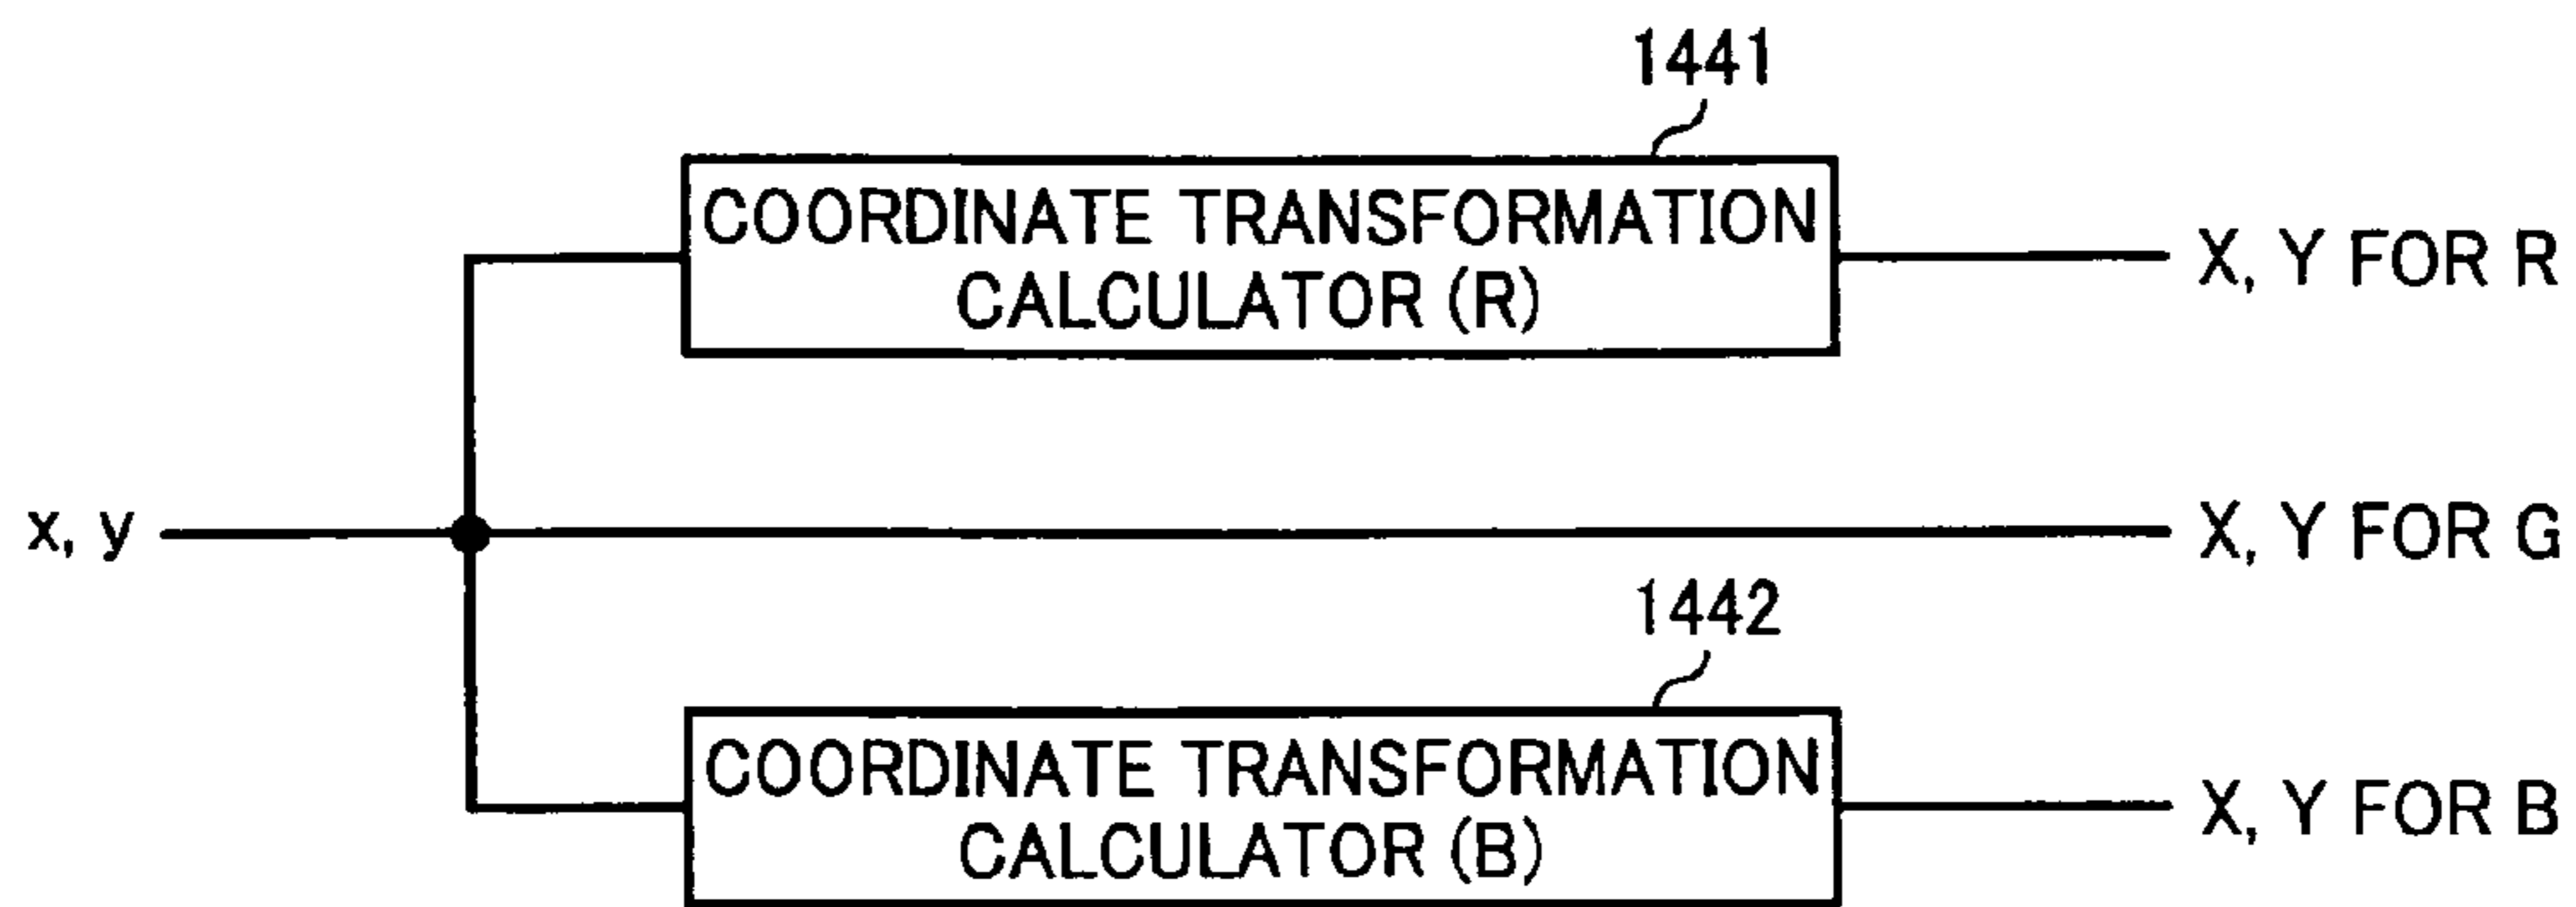 1441
COORDINATE TRANSFORMATION
CALCULATOR (R)
X, Y FOR R
x, y
X, Y FOR G
1442
COORDINATE TRANSFORMATION
CALCULATOR (B)
X, Y FOR B